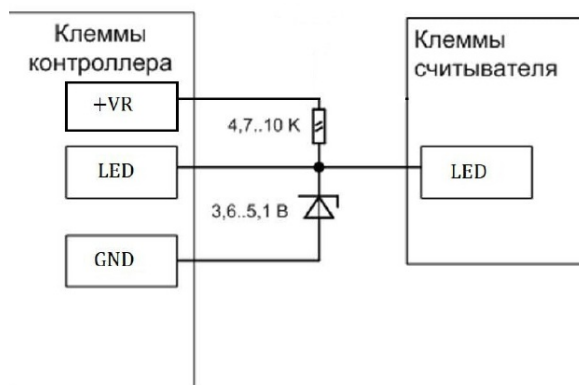 Клеммы
контроллера
Клеммы
считывателя
+VR
4,7..10 K
LED
LED
3,6..5,1 В
GND